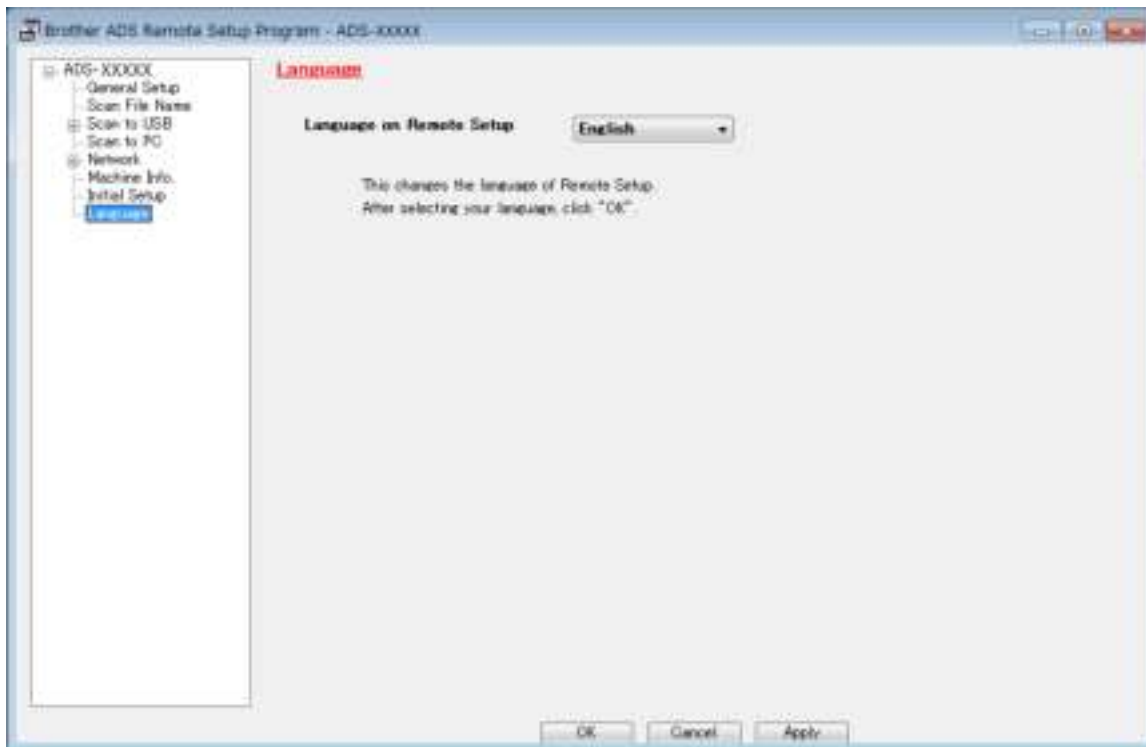 Brother ADS Remote Setup Program - ADS-XXXXX
ADS-XXXXX
General Setup
Scan File Name
Scan to USB
Scan to PC
Network
Machine Info.
Initial Setup
Language
Language
Language on Remote Setup English
This changes the language of Remote Setup.
After selecting your language, click "OK".
OK Cancel Apply